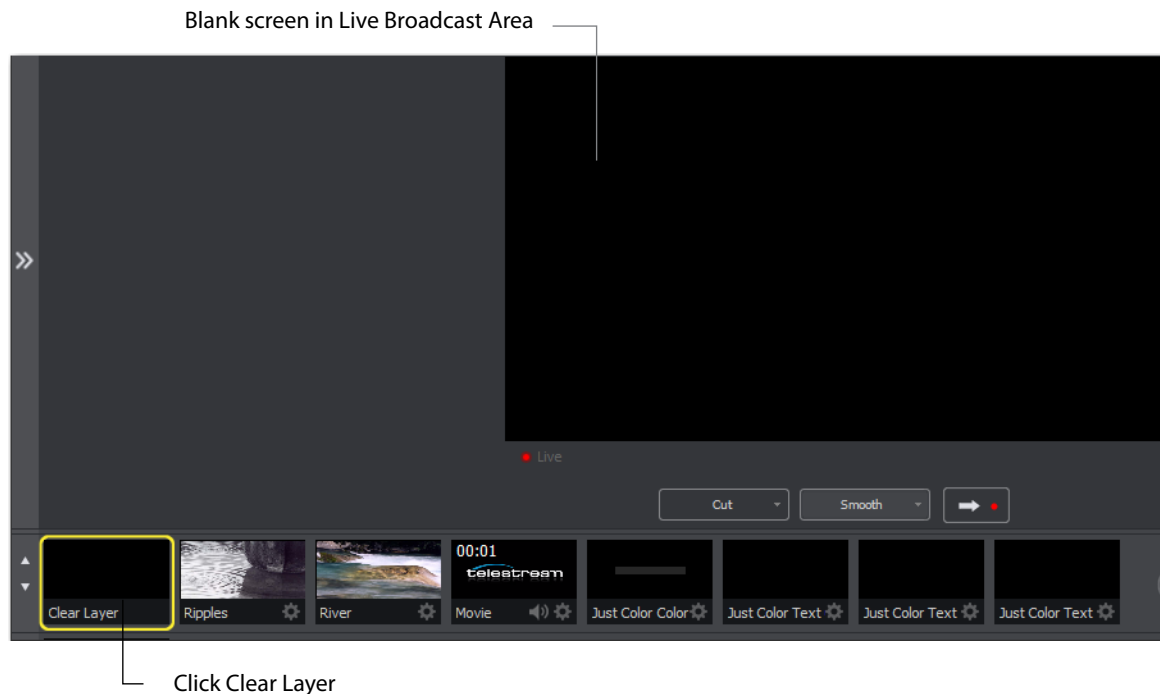 Blank screen in Live Broadcast Area
Live
Cut
Smooth
00:01
telestream
Clear Layer
Ripples
River
Movie
Just Color Color
Just Color Text
Just Color Text
Just Color Text
Click Clear Layer